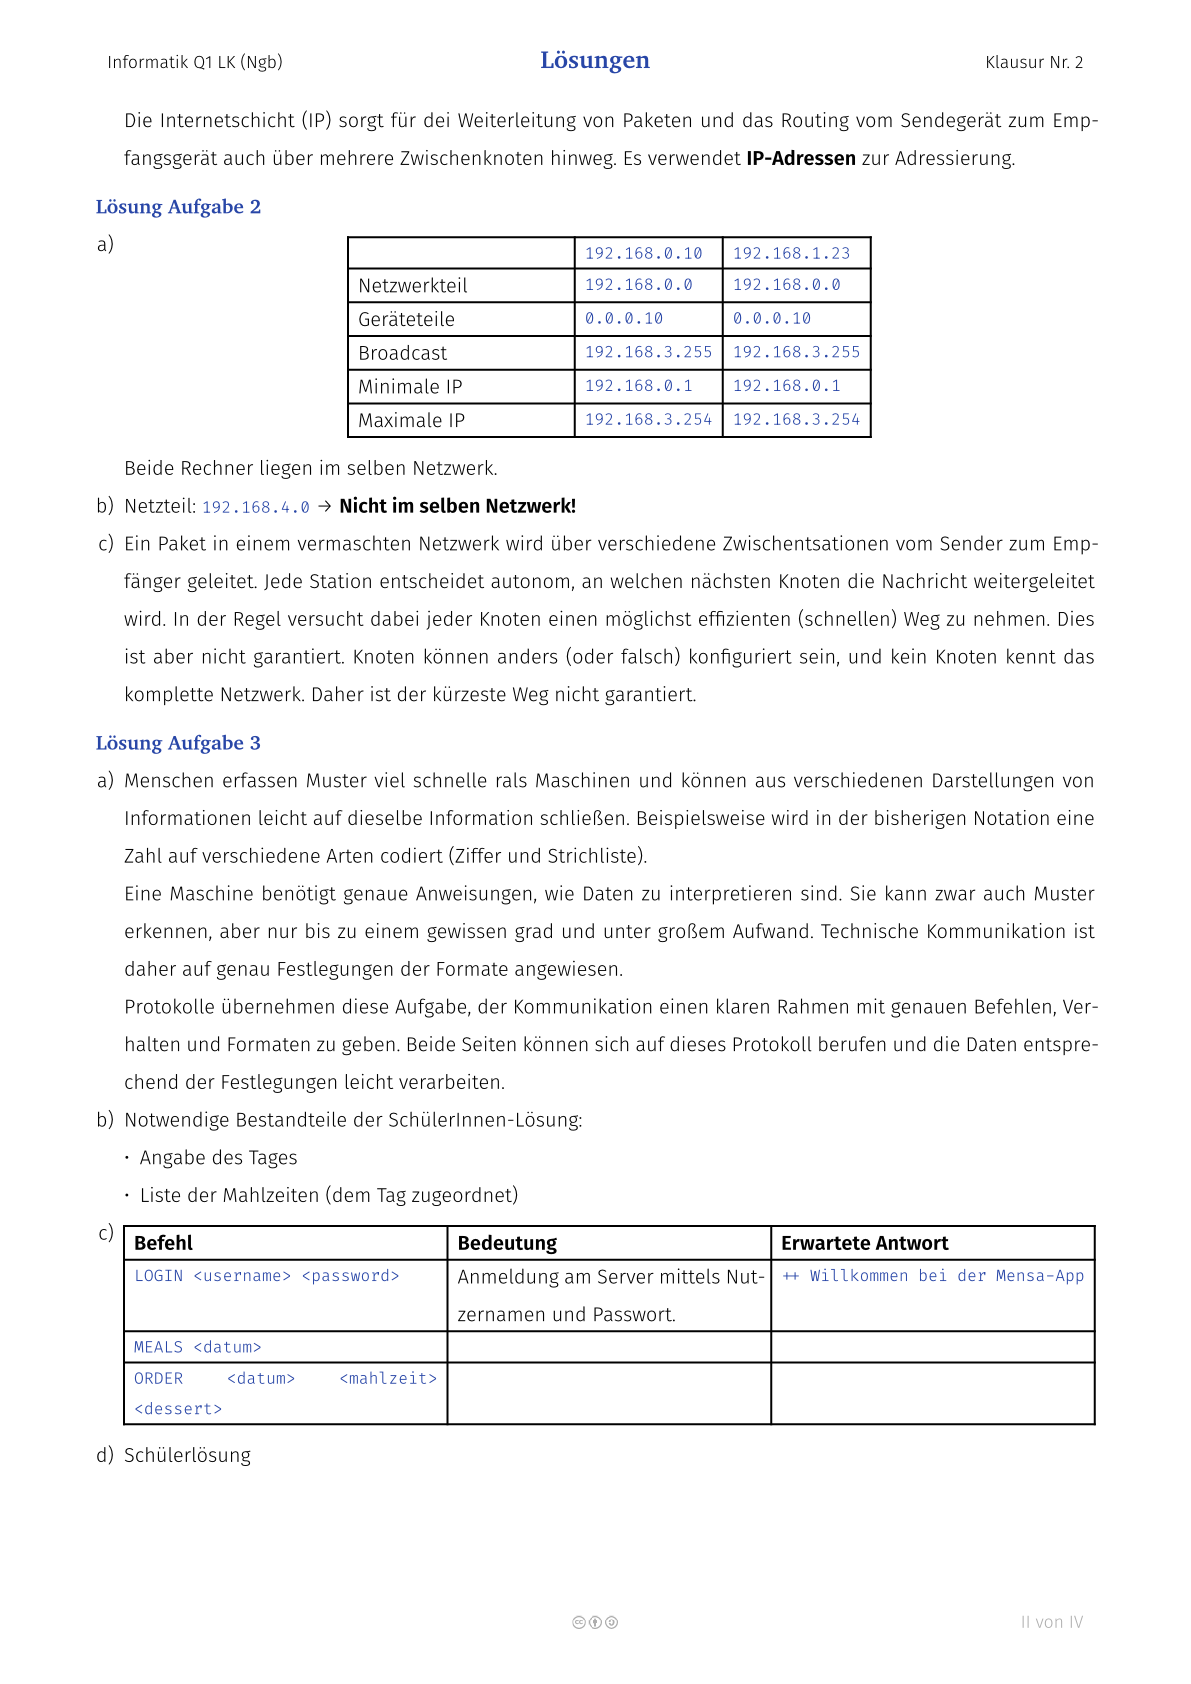 Informatik Q1 LK (Ngb) Lösungen Klausur Nr. 2
Die Internetschicht (IP) sorgt für dei Weiterleitung von Paketen und das Routing vom Sendegerät zum Emp-
fangsgerät auch über mehrere Zwischenknoten hinweg. Es verwendet IP-Adressen zur Adressierung.
Lösung Aufgabe 2
a)
192.168.0.10 192.168.1.23
Netzwerkteil 192.168.0.0 192.168.0.0
Geräteteile 0.0.0.10 0.0.0.10
Broadcast 192.168.3.255 192.168.3.255
Minimale IP 192.168.0.1 192.168.0.1
Maximale IP 192.168.3.254 192.168.3.254
Beide Rechner liegen im selben Netzwerk.
b) Netzteil: 192.168.4.0 → Nicht im selben Netzwerk!
c) Ein Paket in einem vermaschten Netzwerk wird über verschiedene Zwischentsationen vom Sender zum Emp-
fänger geleitet. Jede Station entscheidet autonom, an welchen nächsten Knoten die Nachricht weitergeleitet
wird. In der Regel versucht dabei jeder Knoten einen möglichst effizienten (schnellen) Weg zu nehmen. Dies
ist aber nicht garantiert. Knoten können anders (oder falsch) konfiguriert sein, und kein Knoten kennt das
komplette Netzwerk. Daher ist der kürzeste Weg nicht garantiert.
Lösung Aufgabe 3
a) Menschen erfassen Muster viel schnelle rals Maschinen und können aus verschiedenen Darstellungen von
Informationen leicht auf dieselbe Information schließen. Beispielsweise wird in der bisherigen Notation eine
Zahl auf verschiedene Arten codiert (Ziffer und Strichliste).
Eine Maschine benötigt genaue Anweisungen, wie Daten zu interpretieren sind. Sie kann zwar auch Muster
erkennen, aber nur bis zu einem gewissen grad und unter großem Aufwand. Technische Kommunikation ist
daher auf genau Festlegungen der Formate angewiesen.
Protokolle übernehmen diese Aufgabe, der Kommunikation einen klaren Rahmen mit genauen Befehlen, Ver-
halten und Formaten zu geben. Beide Seiten können sich auf dieses Protokoll berufen und die Daten entspre-
chend der Festlegungen leicht verarbeiten.
b) Notwendige Bestandteile der SchülerInnen-Lösung:
• Angabe des Tages
• Liste der Mahlzeiten (dem Tag zugeordnet)
c) Befehl Bedeutung Erwartete Antwort
LOGIN <username> <password> Anmeldung am Server mittels Nut- ++ Willkommen bei der Mensa-App
zernamen und Passwort.
MEALS <datum>
ORDER <datum> <mahlzeit>
<dessert>
d) Schülerlösung
II von IV